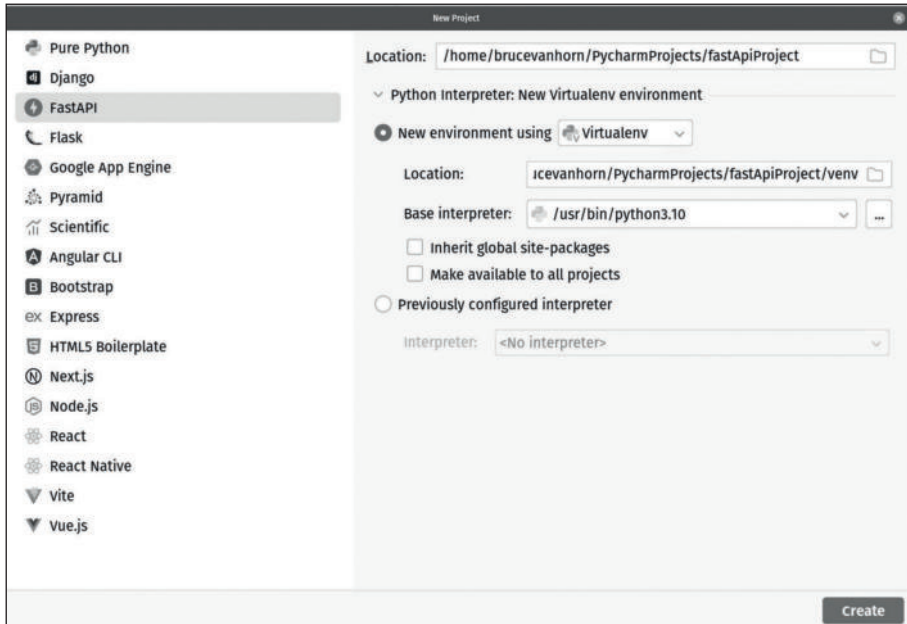 New Project
Pure Python
Django
FastAPI
Flask
Google App Engine
Pyramid
Scientific
Angular CLI
Bootstrap
ex Express
HTML5 Boilerplate
Next.js
Node.js
React
React Native
Vite
Vue.js
Location: /home/brucevanhorn/PycharmProjects/fastApiProject
Python Interpreter: New Virtualenv environment
New environment using Virtualenv
Location: ucevanhorn/PycharmProjects/fastApiProject/venv
Base interpreter: /usr/bin/python3.10 ...
Inherit global site-packages
Make available to all projects
Previously configured interpreter
Interpreter: <No interpreter>
Create